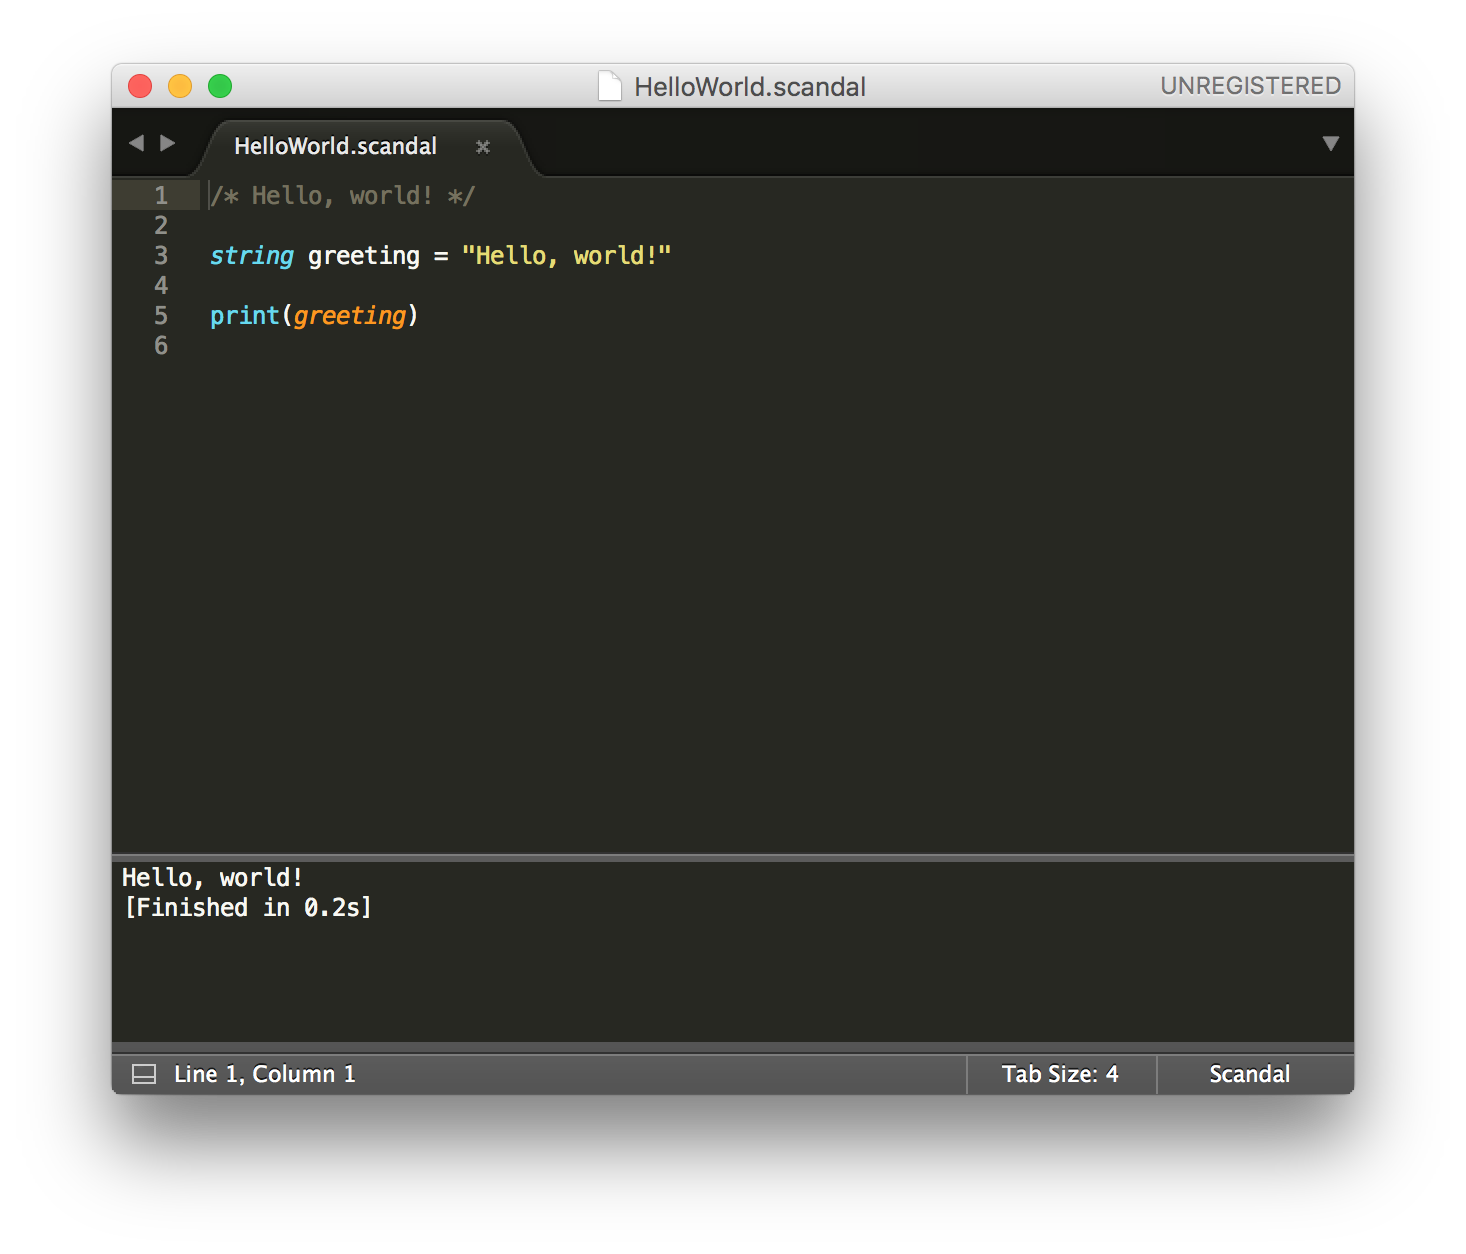 HelloWorld.scandal
UNREGISTERED
HelloWorld.scandal
1 /* Hello, world! */
2
3 string greeting = "Hello, world!"
4
5 print(greeting)
6
Hello, world!
[Finished in 0.2s]
Line 1, Column 1
Tab Size: 4
Scandal